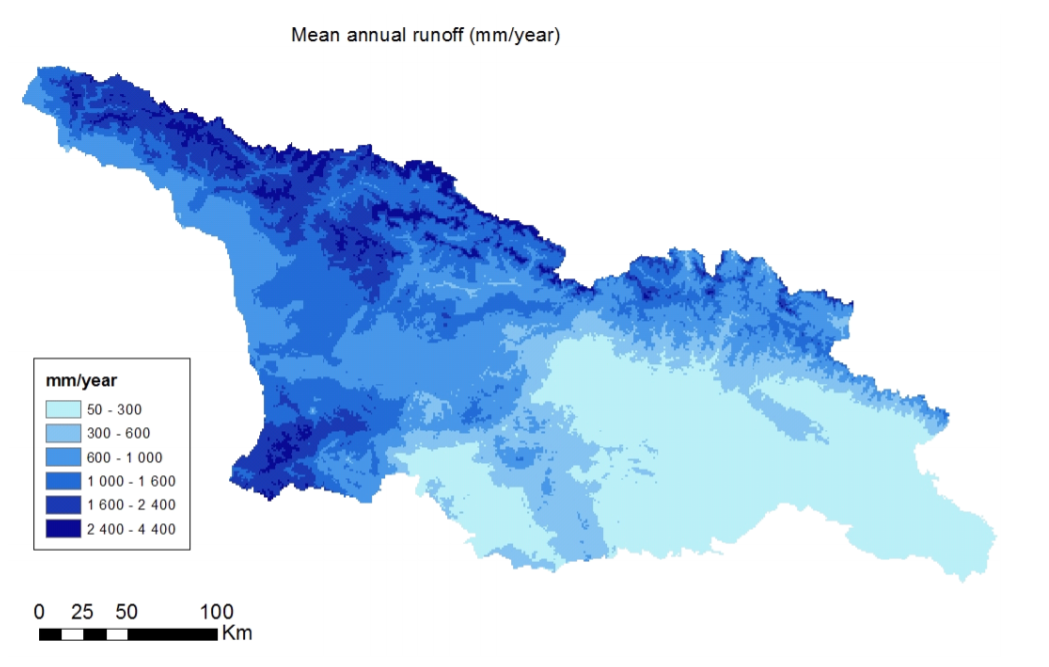 Mean annual runoff (mm/year)
mm/year
50 - 300
300 - 600
600 - 1 000
1 000 - 1 600
1 600 - 2 400
2 400 - 4 400
0 25 50 100
Km